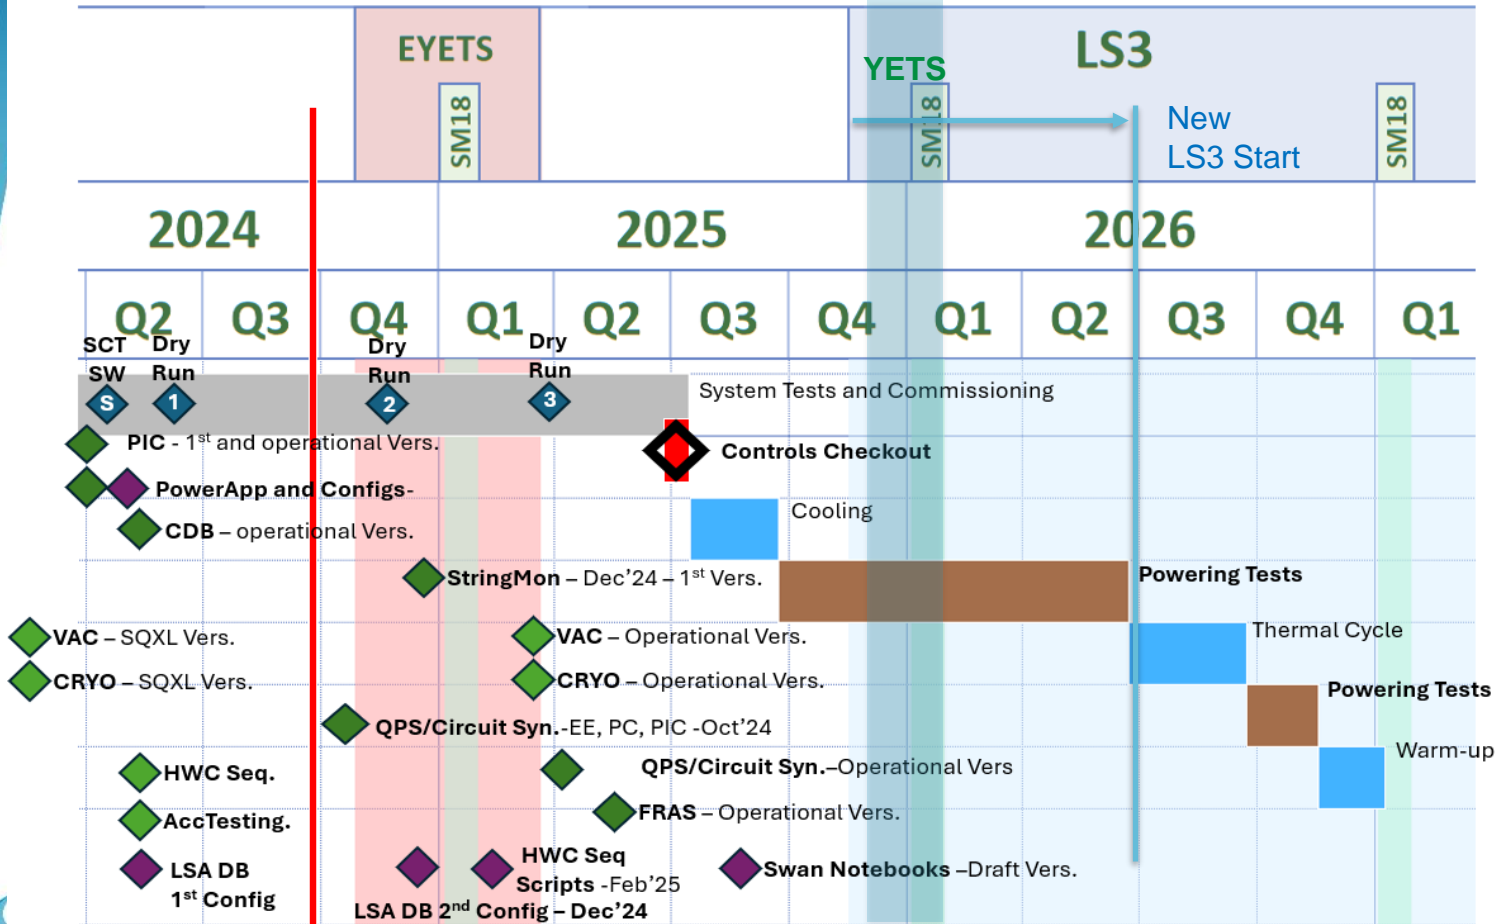 EYETS
LS3
YETS
SM18
SM18
SM18
New
LS3 Start
2024
2025
2026
Q2
Q3
Q4
Q1
Q2
Q3
Q4
Q1
Q2
Q3
Q4
Q1
SCT
SW
Dry
Run
Dry
Run
Dry
Run
S
1
2
3
System Tests and Commissioning
PIC - 1st and operational Vers.
Controls Checkout
PowerApp and Configs-
Cooling
CDB – operational Vers.
StringMon – Dec’24 – 1st Vers.
Powering Tests
VAC – SQXL Vers.
VAC – Operational Vers.
Thermal Cycle
CRYO – SQXL Vers.
CRYO – Operational Vers.
Powering Tests
QPS/Circuit Syn.-EE, PC, PIC -Oct’24
Warm-up
HWC Seq.
QPS/Circuit Syn.–Operational Vers
AccTesting.
FRAS – Operational Vers.
LSA DB
1st Config
HWC Seq
Scripts -Feb’25
Swan Notebooks –Draft Vers.
LSA DB 2nd Config – Dec’24